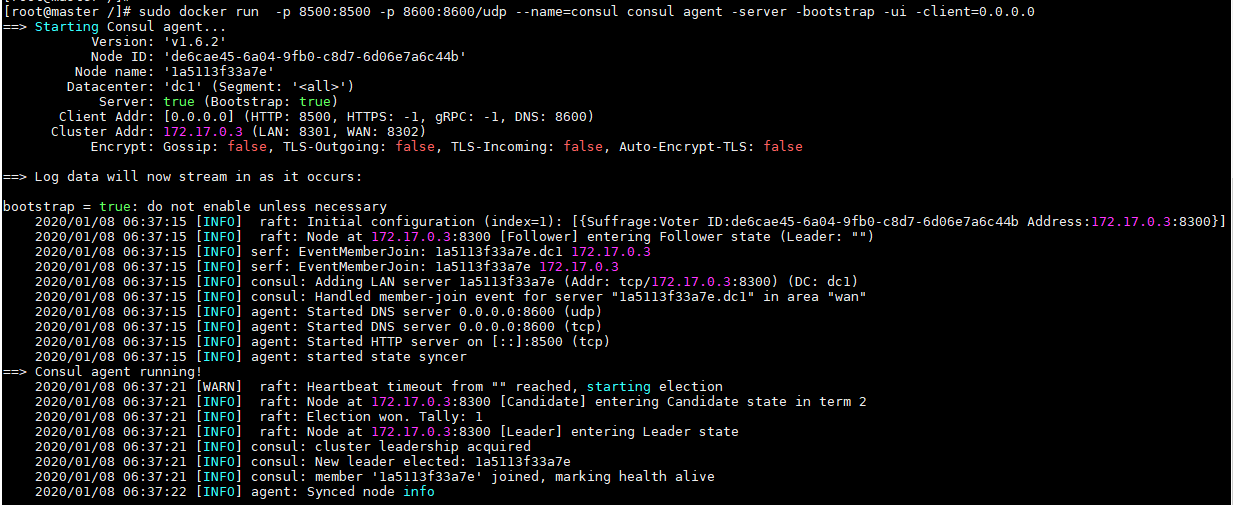 [root@master /]# sudo docker run  -p 8500:8500 -p 8600:8600/udp --name=consul consul agent -server -bootstrap -ui -client=0.0.0.0
==> Starting Consul agent...
           Version: 'v1.6.2'
           Node ID: 'de6cae45-6a04-9fb0-c8d7-6d06e7a6c44b'
         Node name: '1a5113f33a7e'
        Datacenter: 'dc1' (Segment: '<all>')
            Server: true (Bootstrap: true)
       Client Addr: [0.0.0.0] (HTTP: 8500, HTTPS: -1, gRPC: -1, DNS: 8600)
      Cluster Addr: 172.17.0.3 (LAN: 8301, WAN: 8302)
           Encrypt: Gossip: false, TLS-Outgoing: false, TLS-Incoming: false, Auto-Encrypt-TLS: false
==> Log data will now stream in as it occurs:
bootstrap = true: do not enable unless necessary
    2020/01/08 06:37:15 [INFO]  raft: Initial configuration (index=1): [{Suffrage:Voter ID:de6cae45-6a04-9fb0-c8d7-6d06e7a6c44b Address:172.17.0.3:8300}]
    2020/01/08 06:37:15 [INFO]  raft: Node at 172.17.0.3:8300 [Follower] entering Follower state (Leader: "")
    2020/01/08 06:37:15 [INFO] serf: EventMemberJoin: 1a5113f33a7e.dc1 172.17.0.3
    2020/01/08 06:37:15 [INFO] serf: EventMemberJoin: 1a5113f33a7e 172.17.0.3
    2020/01/08 06:37:15 [INFO] consul: Adding LAN server 1a5113f33a7e (Addr: tcp/172.17.0.3:8300) (DC: dc1)
    2020/01/08 06:37:15 [INFO] consul: Handled member-join event for server "1a5113f33a7e.dc1" in area "wan"
    2020/01/08 06:37:15 [INFO] agent: Started DNS server 0.0.0.0:8600 (udp)
    2020/01/08 06:37:15 [INFO] agent: Started DNS server 0.0.0.0:8600 (tcp)
    2020/01/08 06:37:15 [INFO] agent: Started HTTP server on [::]:8500 (tcp)
    2020/01/08 06:37:15 [INFO] agent: started state syncer
==> Consul agent running!
    2020/01/08 06:37:21 [WARN]  raft: Heartbeat timeout from "" reached, starting election
    2020/01/08 06:37:21 [INFO]  raft: Node at 172.17.0.3:8300 [Candidate] entering Candidate state in term 2
    2020/01/08 06:37:21 [INFO]  raft: Election won. Tally: 1
    2020/01/08 06:37:21 [INFO]  raft: Node at 172.17.0.3:8300 [Leader] entering Leader state
    2020/01/08 06:37:21 [INFO] consul: cluster leadership acquired
    2020/01/08 06:37:21 [INFO] consul: New leader elected: 1a5113f33a7e
    2020/01/08 06:37:21 [INFO] consul: member '1a5113f33a7e' joined, marking health alive
    2020/01/08 06:37:22 [INFO] agent: Synced node info